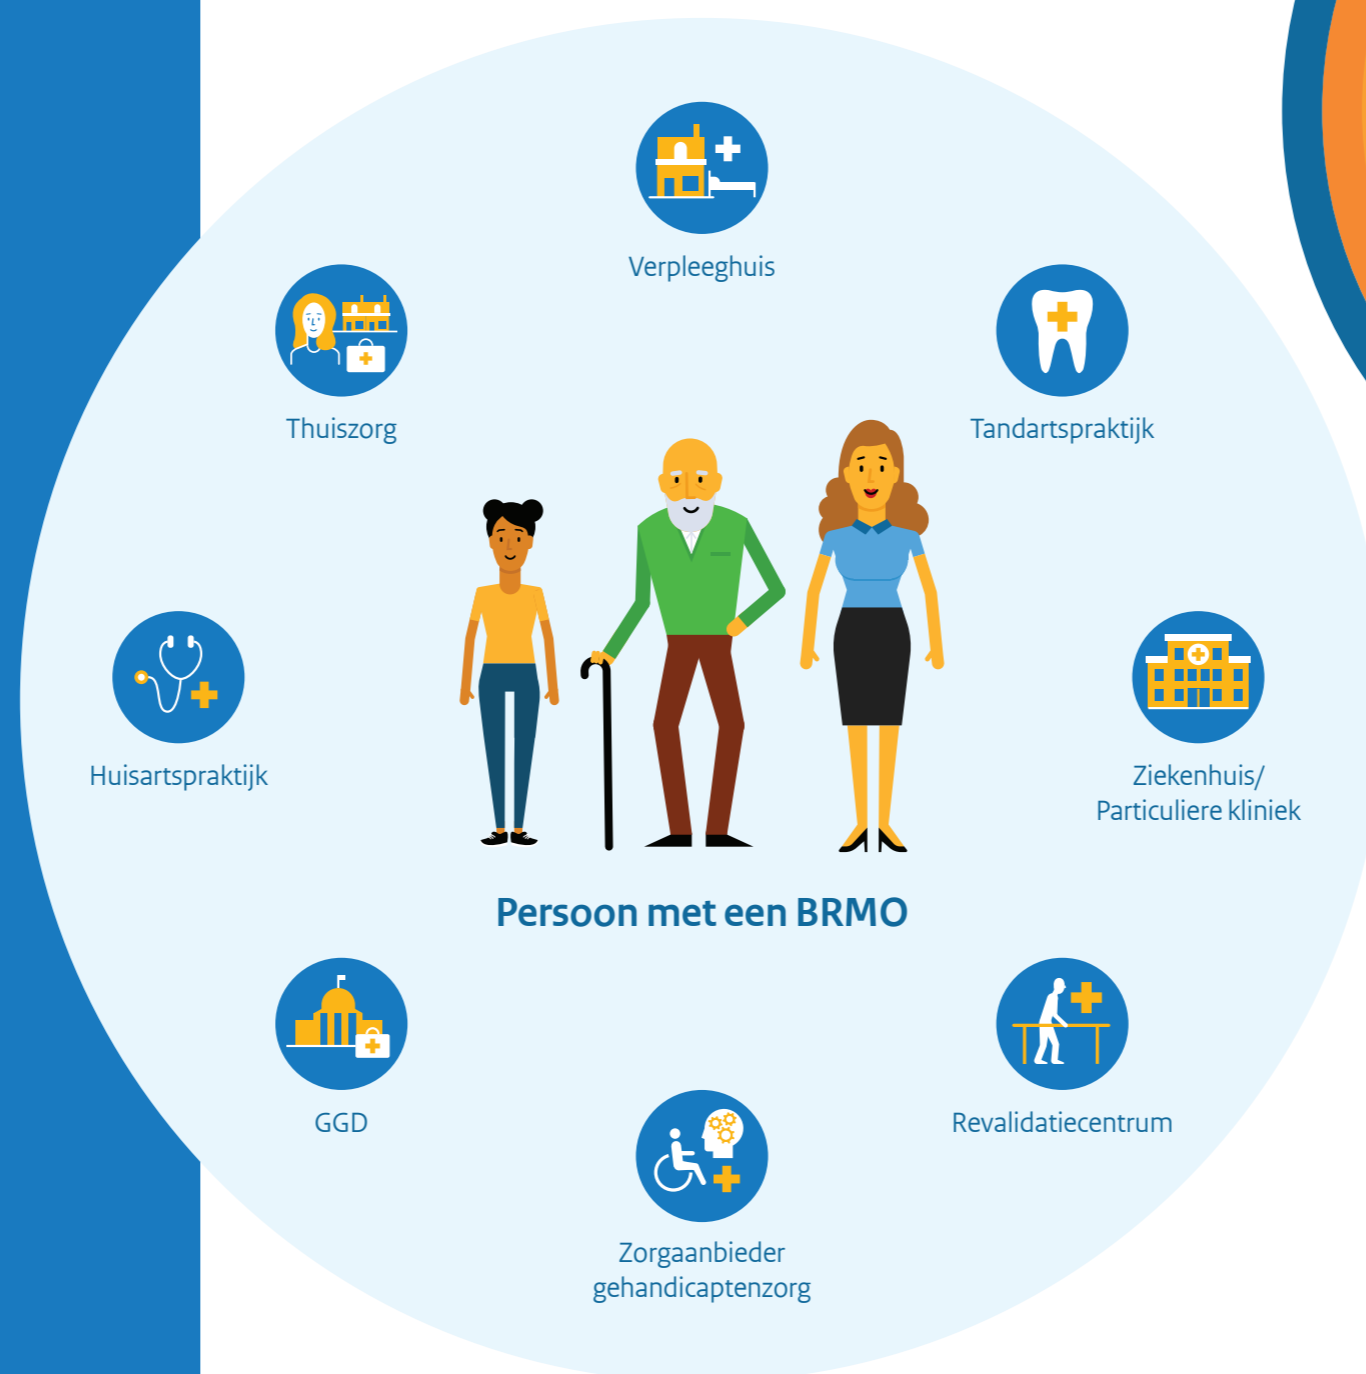 Verpleeghuis
Thuiszorg
Tandartspraktijk
Huisartspraktijk
Ziekenhuis/
Particuliere kliniek
Persoon met een BRMO
GGD
Revalidatiecentrum
Zorgaanbieder
gehandicaptenzorg